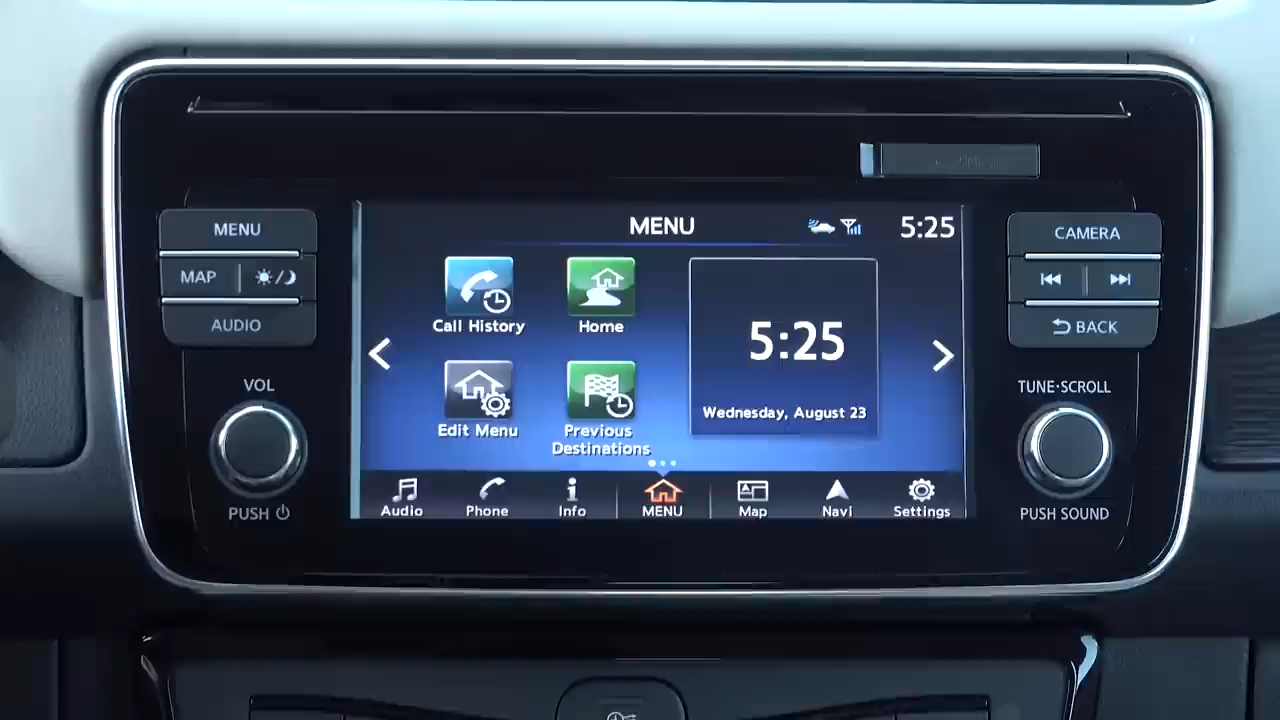 MENU
MAP
AUDIO
VOL
PUSH
MENU
5:25
Call History
Home
5:25
Wednesday, August 23
Edit Menu
Previous
Destinations
Audio
Phone
Info
MENU
Map
Navi
Settings
CAMERA
BACK
TUNE·SCROLL
PUSH SOUND